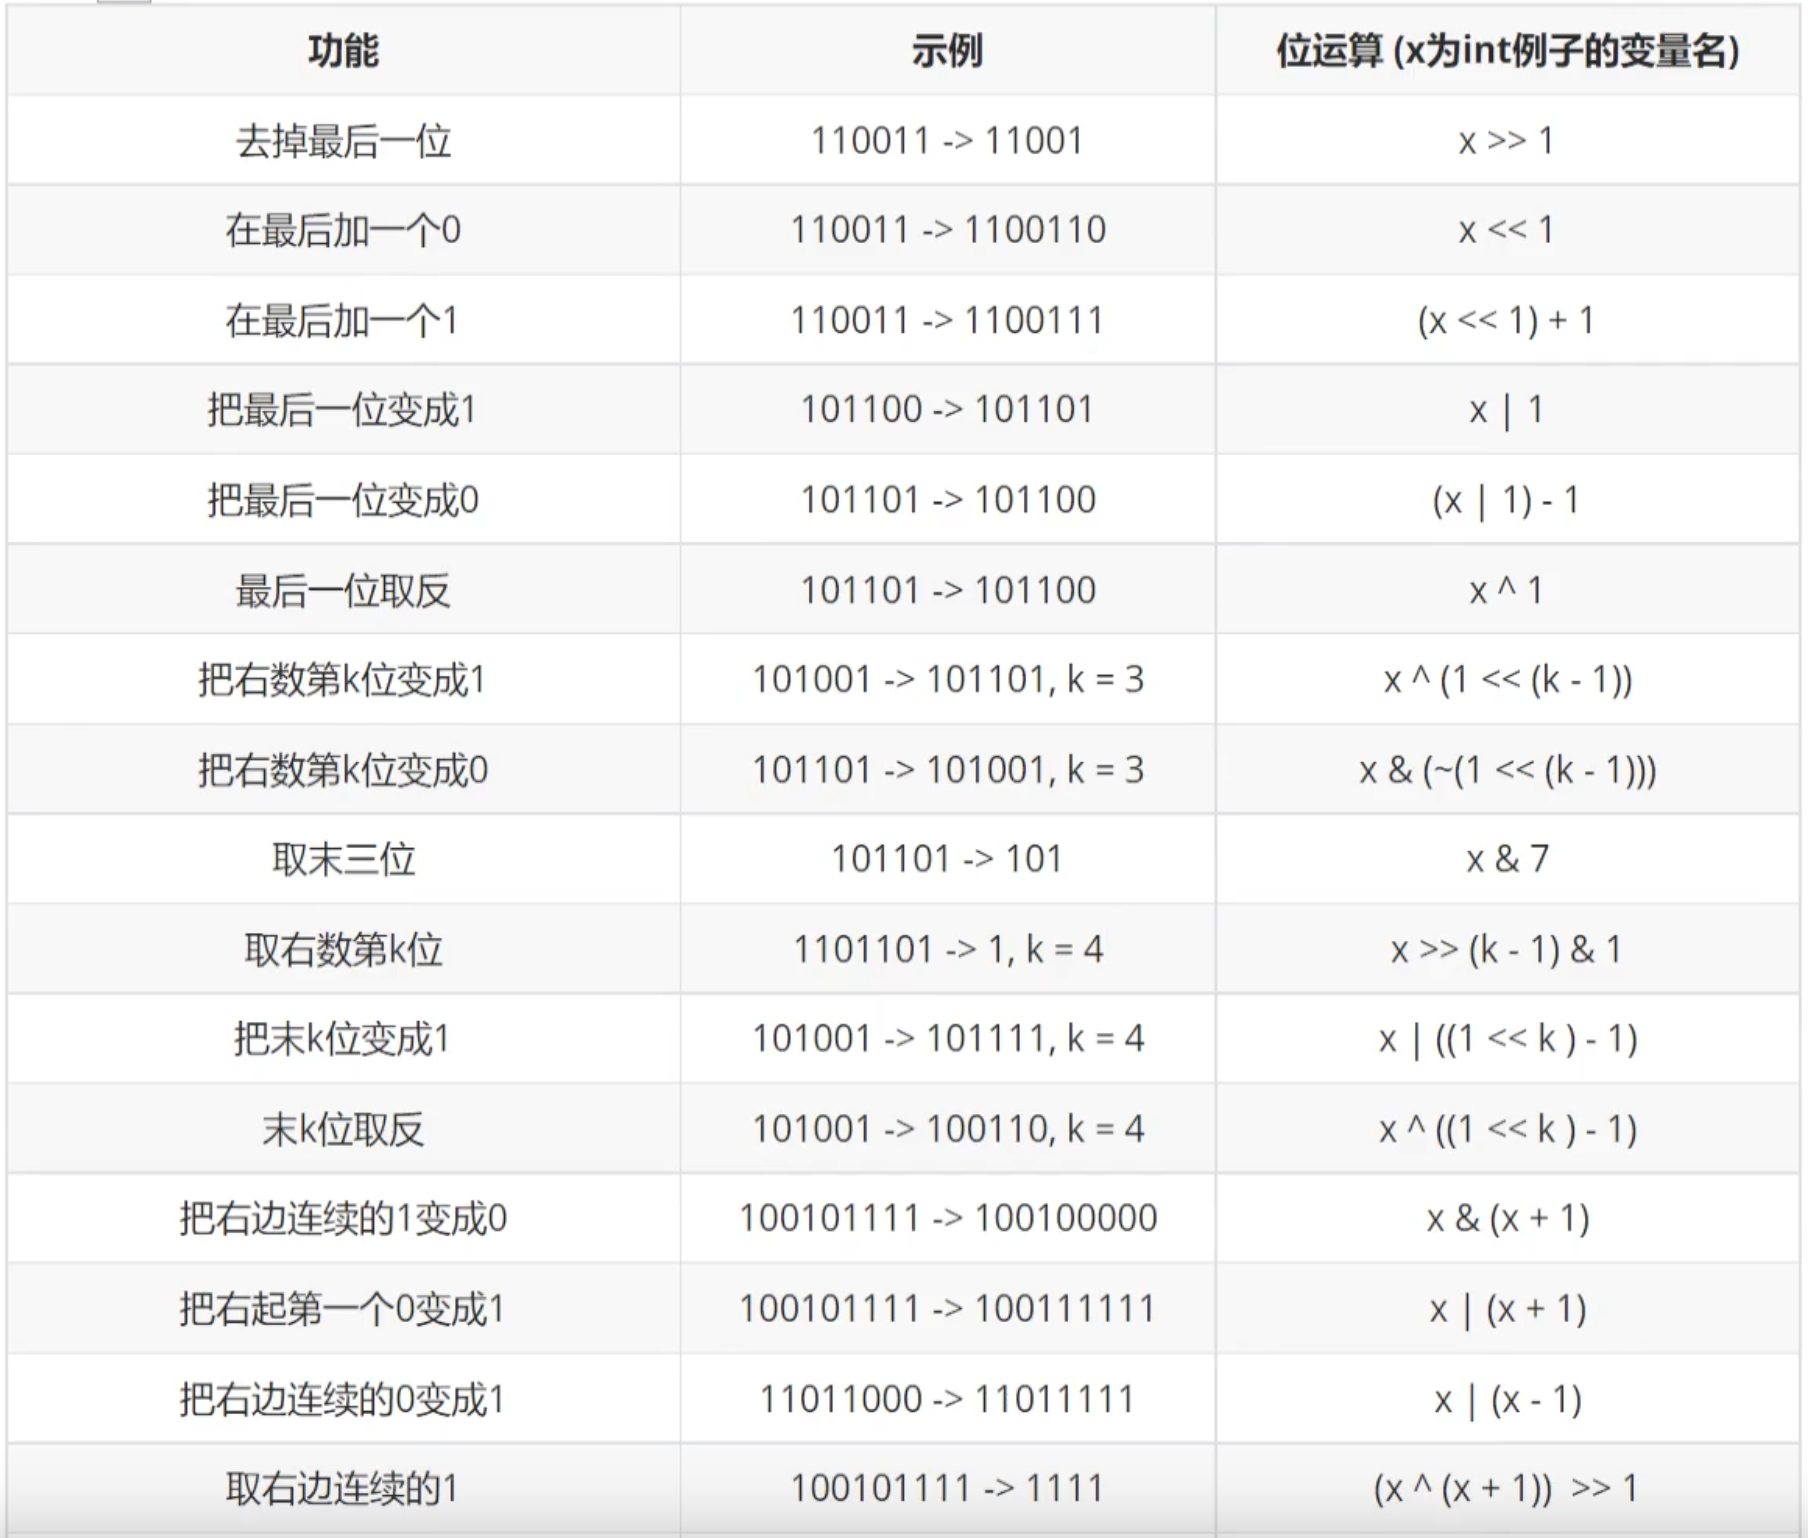 功能 示例 位运算 (x为int例子的变量名)
去掉最后一位 110011 -> 11001 x >> 1
在最后加一个0 110011 -> 1100110 x << 1
在最后加一个1 110011 -> 1100111 (x << 1) + 1
把最后一位变成1 101100 -> 101101 x | 1
把最后一位变成0 101101 -> 101100 (x | 1) - 1
最后一位取反 101101 -> 101100 x ^ 1
把右数第k位变成1 101001 -> 101101, k = 3 x ^ (1 << (k - 1))
把右数第k位变成0 101101 -> 101001, k = 3 x & (~(1 << (k - 1)))
取末三位 101101 -> 101 x & 7
取右数第k位 1101101 -> 1, k = 4 x >> (k - 1) & 1
把末k位变成1 101001 -> 101111, k = 4 x | ((1 << k ) - 1)
末k位取反 101001 -> 100110, k = 4 x ^ ((1 << k ) - 1)
把右边连续的1变成0 100101111 -> 100100000 x & (x + 1)
把右起第一个0变成1 100101111 -> 100111111 x | (x + 1)
把右边连续的0变成1 11011000 -> 11011111 x | (x - 1)
取右边连续的1 100101111 -> 1111 (x ^ (x + 1)) >> 1